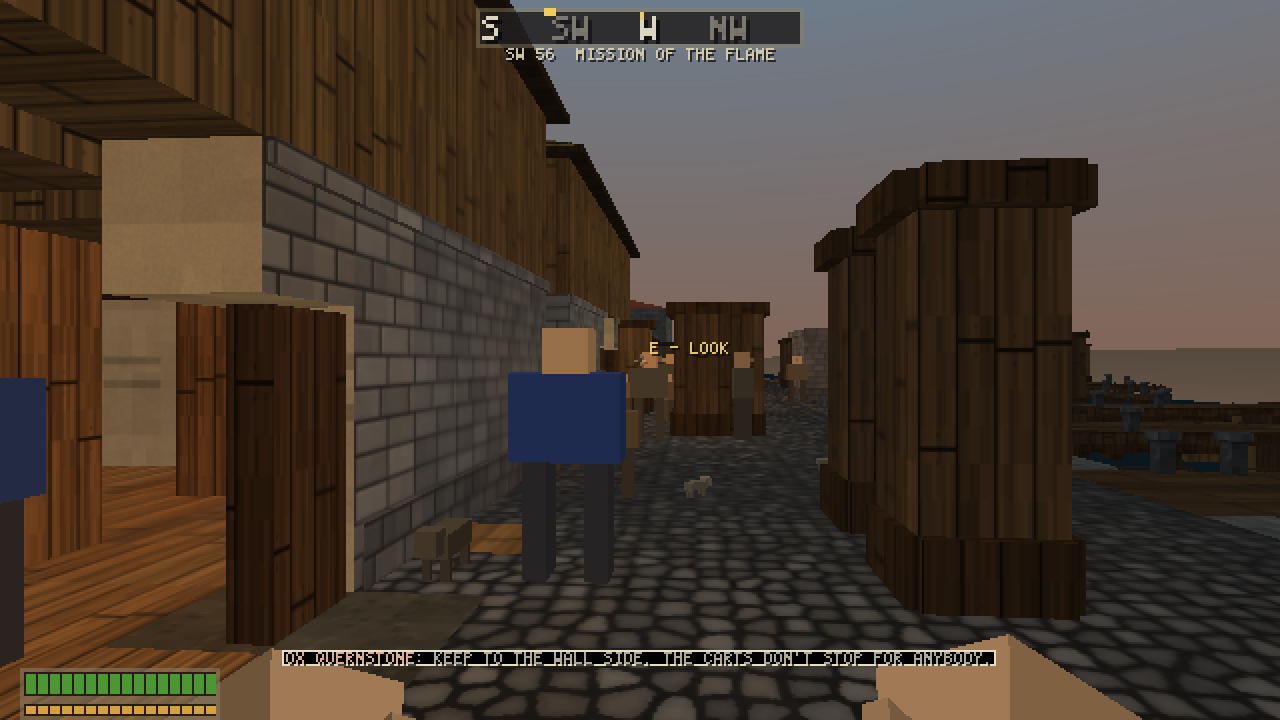 S SW W NW
SW 56 MISSION OF THE FLAME
E - LOOK
OX QUERNSTONE: KEEP TO THE WALL SIDE, THE CARTS DON'T STOP FOR ANYBODY.